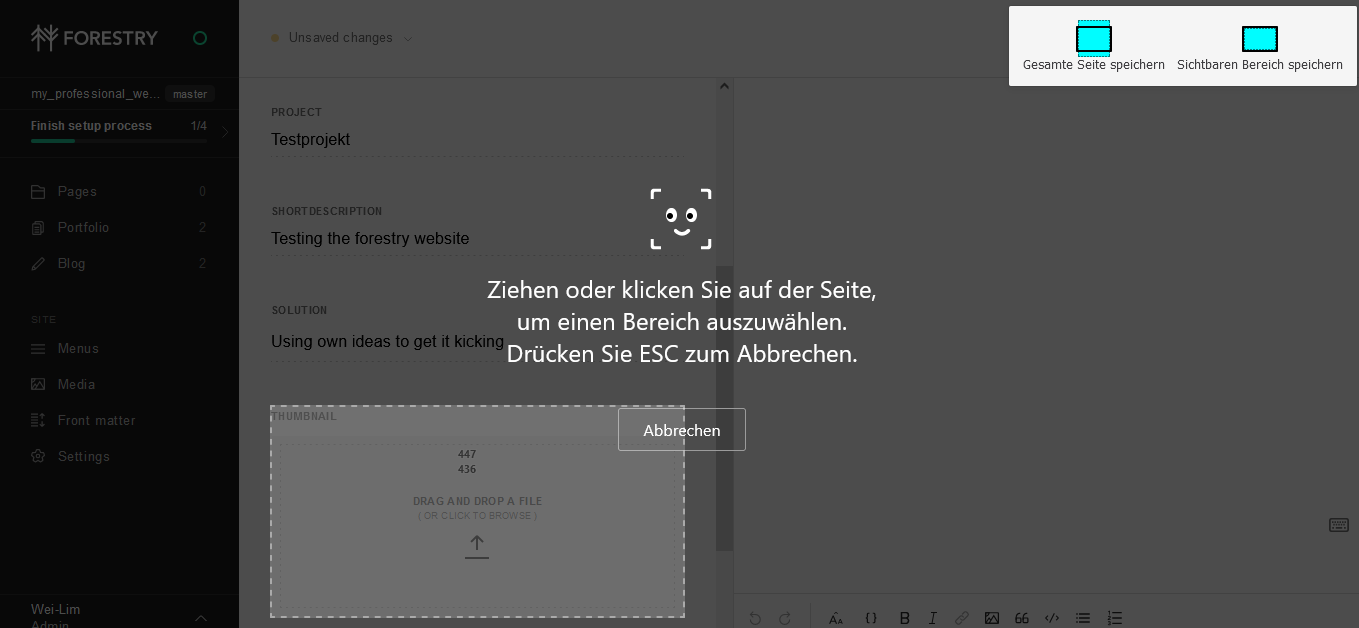 FORESTRY
my_professional_we...
master
Finish setup process
1/4
Pages
0
Portfolio
2
Blog
2
SITE
Menus
Media
Front matter
Settings
Wei-Lim
Admin
Unsaved changes
PROJECT
Testprojekt
SHORTDESCRIPTION
Testing the forestry website
SOLUTION
Using own ideas to get it kicking
THUMBNAIL
447
436
DRAG AND DROP A FILE
( OR CLICK TO BROWSE )
Ziehen oder klicken Sie auf der Seite,
um einen Bereich auszuwählen.
Drücken Sie ESC zum Abbrechen.
Abbrechen
Gesamte Seite speichern
Sichtbaren Bereich speichern